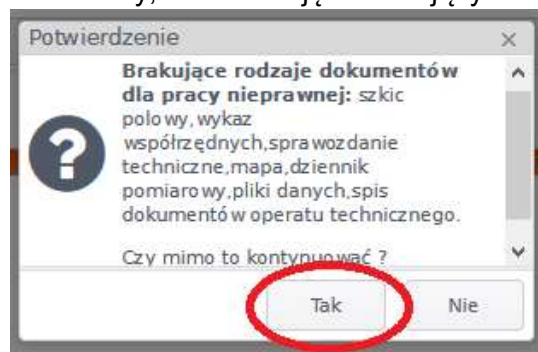 Potwierdzenie
Brakujące rodzaje dokumentów
dla pracy nieprawnej: szkic
polowy,wykaz
współrzędnych,sprawozdanie
techniczne,mapa,dziennik
pomiarowy,pliki danych,spis
dokumentów operatu technicznego.
Czy mimo to kontynuować ?
Tak
Nie